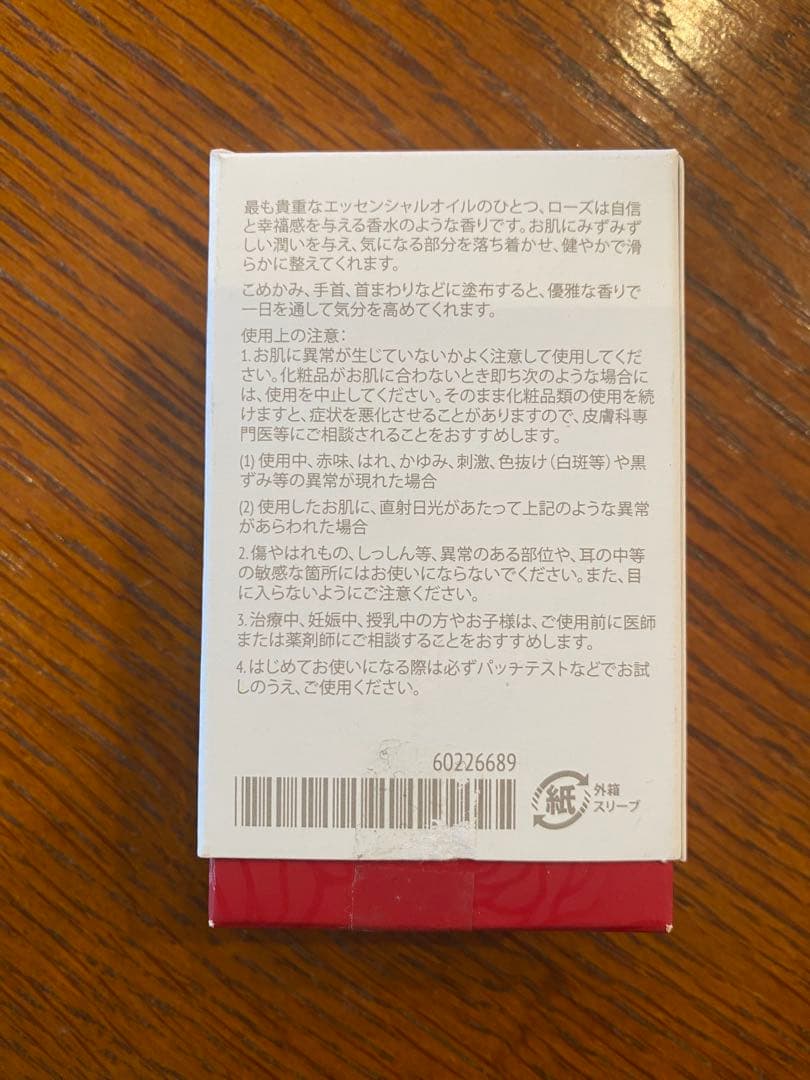 最も貴重なエッセンシャルオイルのひとつ、ローズは自信
と幸福感を与える香水のような香りです。お肌にみずみず
しい潤いを与え、気になる部分を落ち着かせ、健やかで滑
らかに整えてくれます。
こめかみ、手首、首まわりなどに塗布すると、優雅な香りで
一日を通して気分を高めてくれます。
使用上の注意：
1. お肌に異常が生じていないかよく注意して使用してくだ
さい。化粧品がお肌に合わないとき即ち次のような場合に
は、使用を中止してください。そのまま化粧品類の使用を続
けますと、症状を悪化させることがありますので、皮膚科専
門医等にご相談されることをおすすめします。
(1) 使用中、赤味、はれ、かゆみ、刺激、色抜け（白斑等）や黒
ずみ等の異常が現れた場合
(2) 使用したお肌に、直射日光があたって上記のような異常
があらわれた場合
2. 傷やはれもの、しっしん等、異常のある部位や、耳の中等
の敏感な箇所にはお使いにならないでください。また、目
に入らないようにご注意ください。
3. 治療中、妊娠中、授乳中の方やお子様は、ご使用前に医師
または薬剤師にご相談することをおすすめします。
4. はじめてお使いになる際は必ずパッチテストなどでお試
しのうえ、ご使用ください。
60226689
紙
外箱
スリーブ